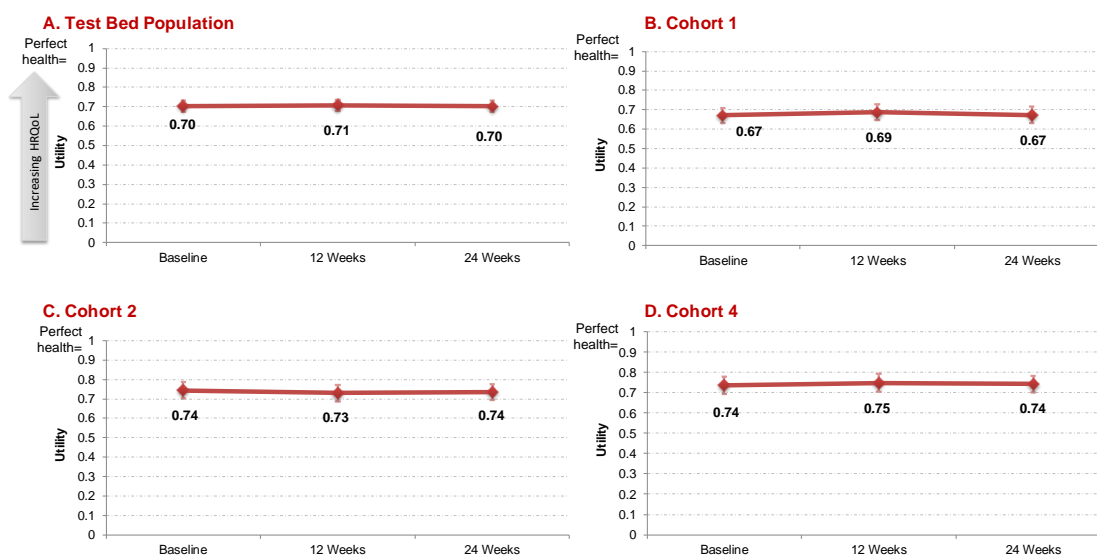 A. Test Bed Population
Perfect
health=
1
0.9
0.8
0.7
0.6
0.5
0.4
0.3
0.2
0.1
0
Utility
Increasing HRQoL
0.70
0.71
0.70
Baseline
12 Weeks
24 Weeks
B. Cohort 1
Perfect
health=
1
0.9
0.8
0.7
0.6
0.5
0.4
0.3
0.2
0.1
0
Utility
0.67
0.69
0.67
Baseline
12 Weeks
24 Weeks
C. Cohort 2
Perfect
health=
1
0.9
0.8
0.7
0.6
0.5
0.4
0.3
0.2
0.1
0
Utility
0.74
0.73
0.74
Baseline
12 Weeks
24 Weeks
D. Cohort 4
Perfect
health=
1
0.9
0.8
0.7
0.6
0.5
0.4
0.3
0.2
0.1
0
Utility
0.74
0.75
0.74
Baseline
12 Weeks
24 Weeks